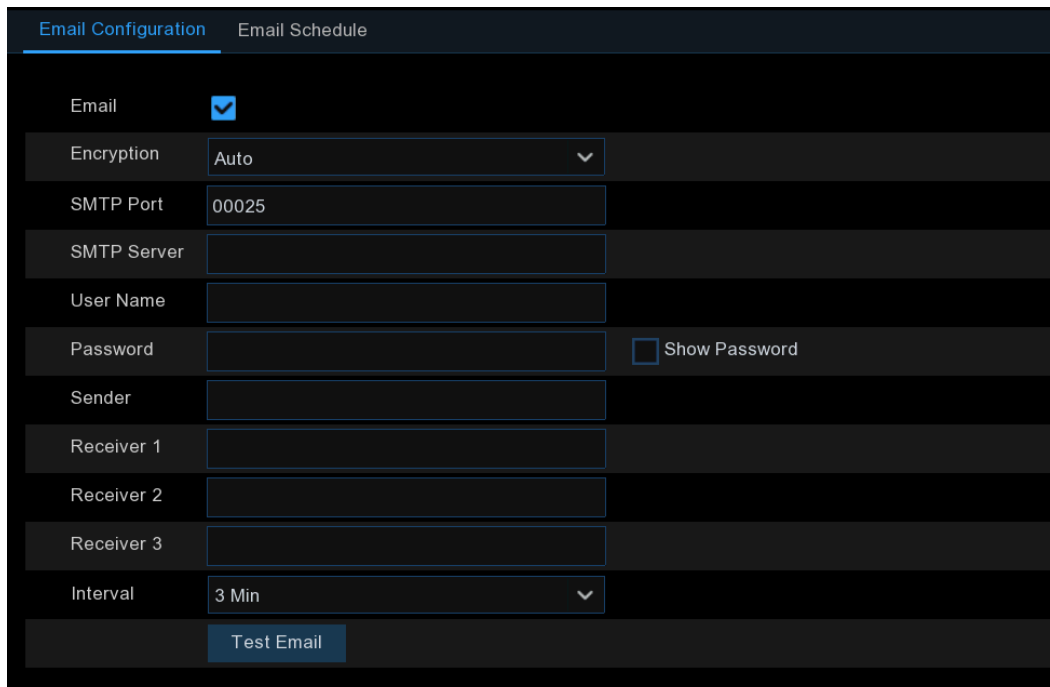 Email Configuration Email Schedule
Email
Encryption Auto
SMTP Port 00025
SMTP Server
User Name
Password Show Password
Sender
Receiver 1
Receiver 2
Receiver 3
Interval 3 Min
Test Email